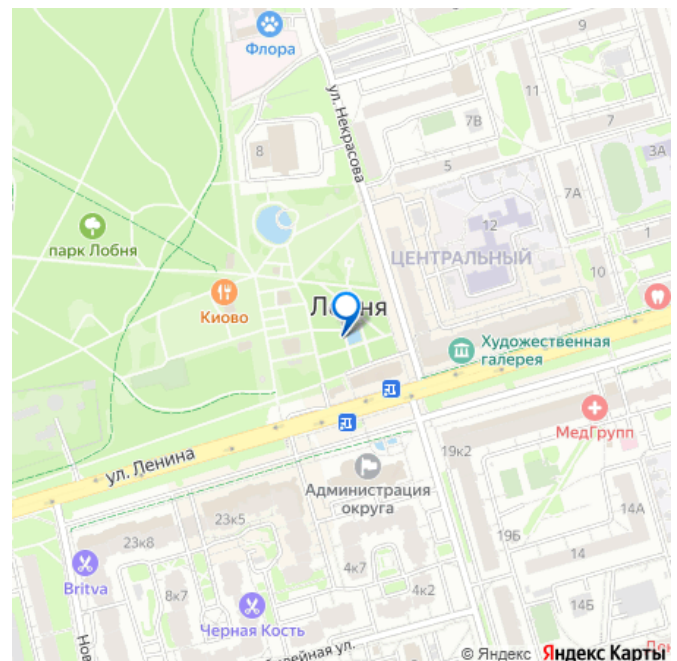 Флора
9
ул. Некрасова
11
7В
7
8
5
3А
7А
12
парк Лобня
ЦЕНТРАЛЬНЫЙ
1
10
Киово
Художественная
галерея
МедГрупп
ул. Ленина
19к2
Администрация
округа
23к5
14А
19Б
23к8
14
4к7
Britva
8к7
4к2
14Б
Черная Кость
© Яндекс Яндекс Карты